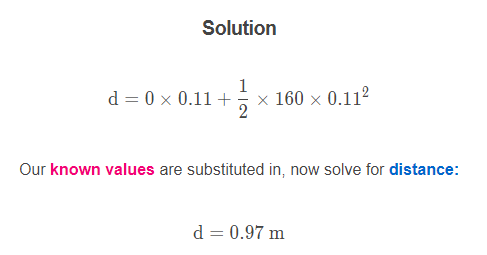 Solution
d = 0 × 0.11 + 1/2 × 160 × 0.11²
Our known values are substituted in, now solve for distance:
d = 0.97 m